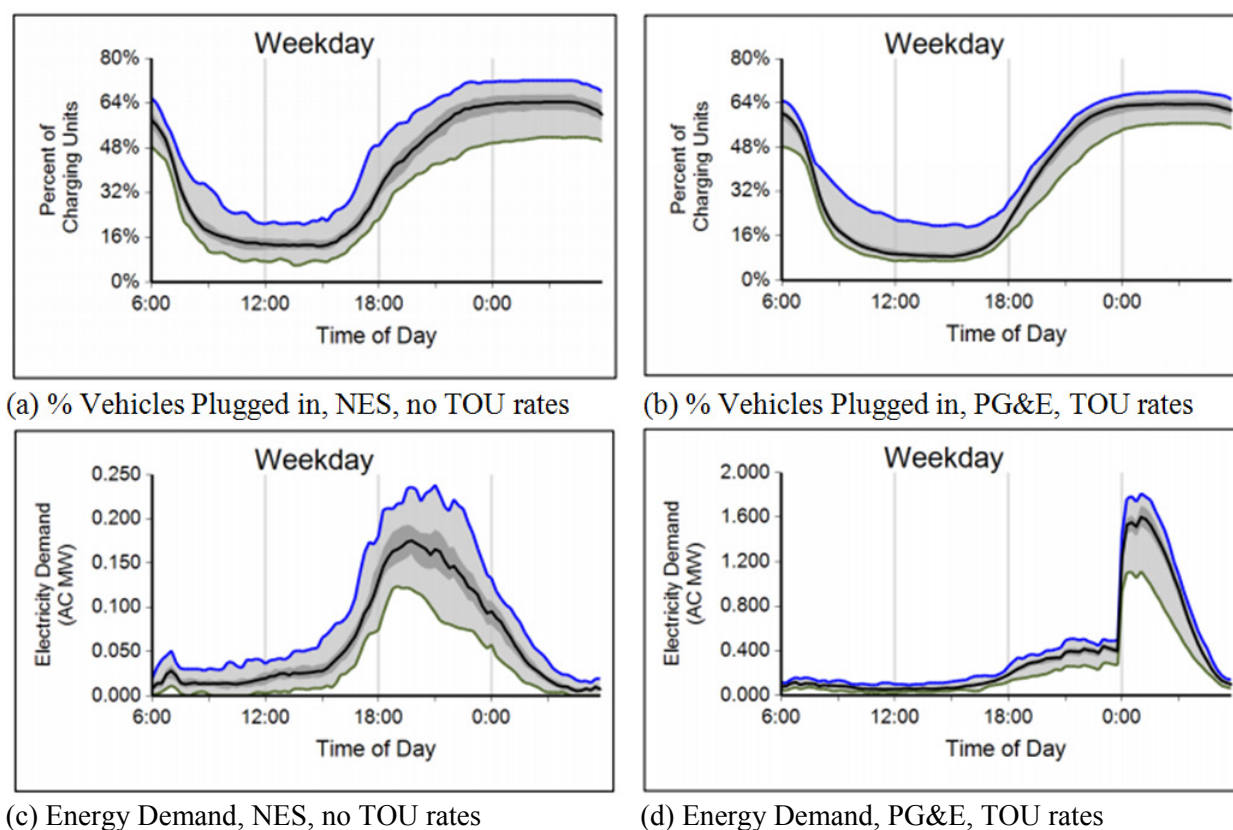 Weekday
80%
64%
48%
32%
16%
0%
Percent of
Charging Units
6:00 12:00 18:00 0:00
Time of Day
(a) % Vehicles Plugged in, NES, no TOU rates
Weekday
80%
64%
48%
32%
16%
0%
Percent of
Charging Units
6:00 12:00 18:00 0:00
Time of Day
(b) % Vehicles Plugged in, PG&E, TOU rates
Weekday
0.250
0.200
0.150
0.100
0.050
0.000
Electricity Demand
(AC MW)
6:00 12:00 18:00 0:00
Time of Day
(c) Energy Demand, NES, no TOU rates
Weekday
2.000
1.600
1.200
0.800
0.400
0.000
Electricity Demand
(AC MW)
6:00 12:00 18:00 0:00
Time of Day
(d) Energy Demand, PG&E, TOU rates